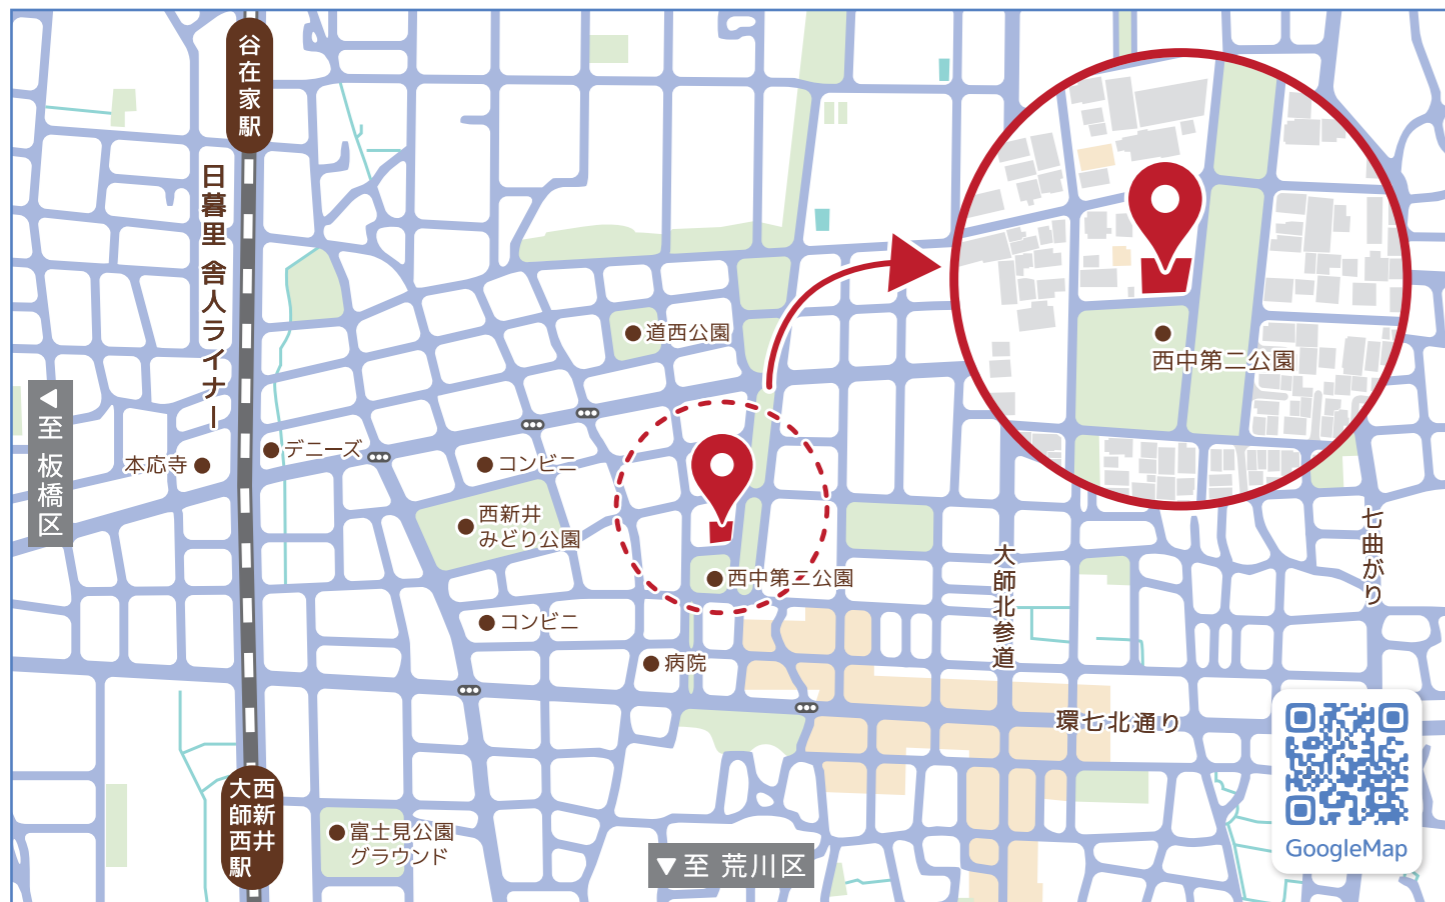 谷在家駅
日暮里 舎人ライナー
道西公園
西中第二公園
◀至 板橋区
本応寺
デニーズ
コンビニ
西新井
みどり公園
西中第二公園
コンビニ
病院
大師北参道
七曲がり
環七北通り
西新井
大師西駅
富士見公園
グラウンド
▼至 荒川区
GoogleMap